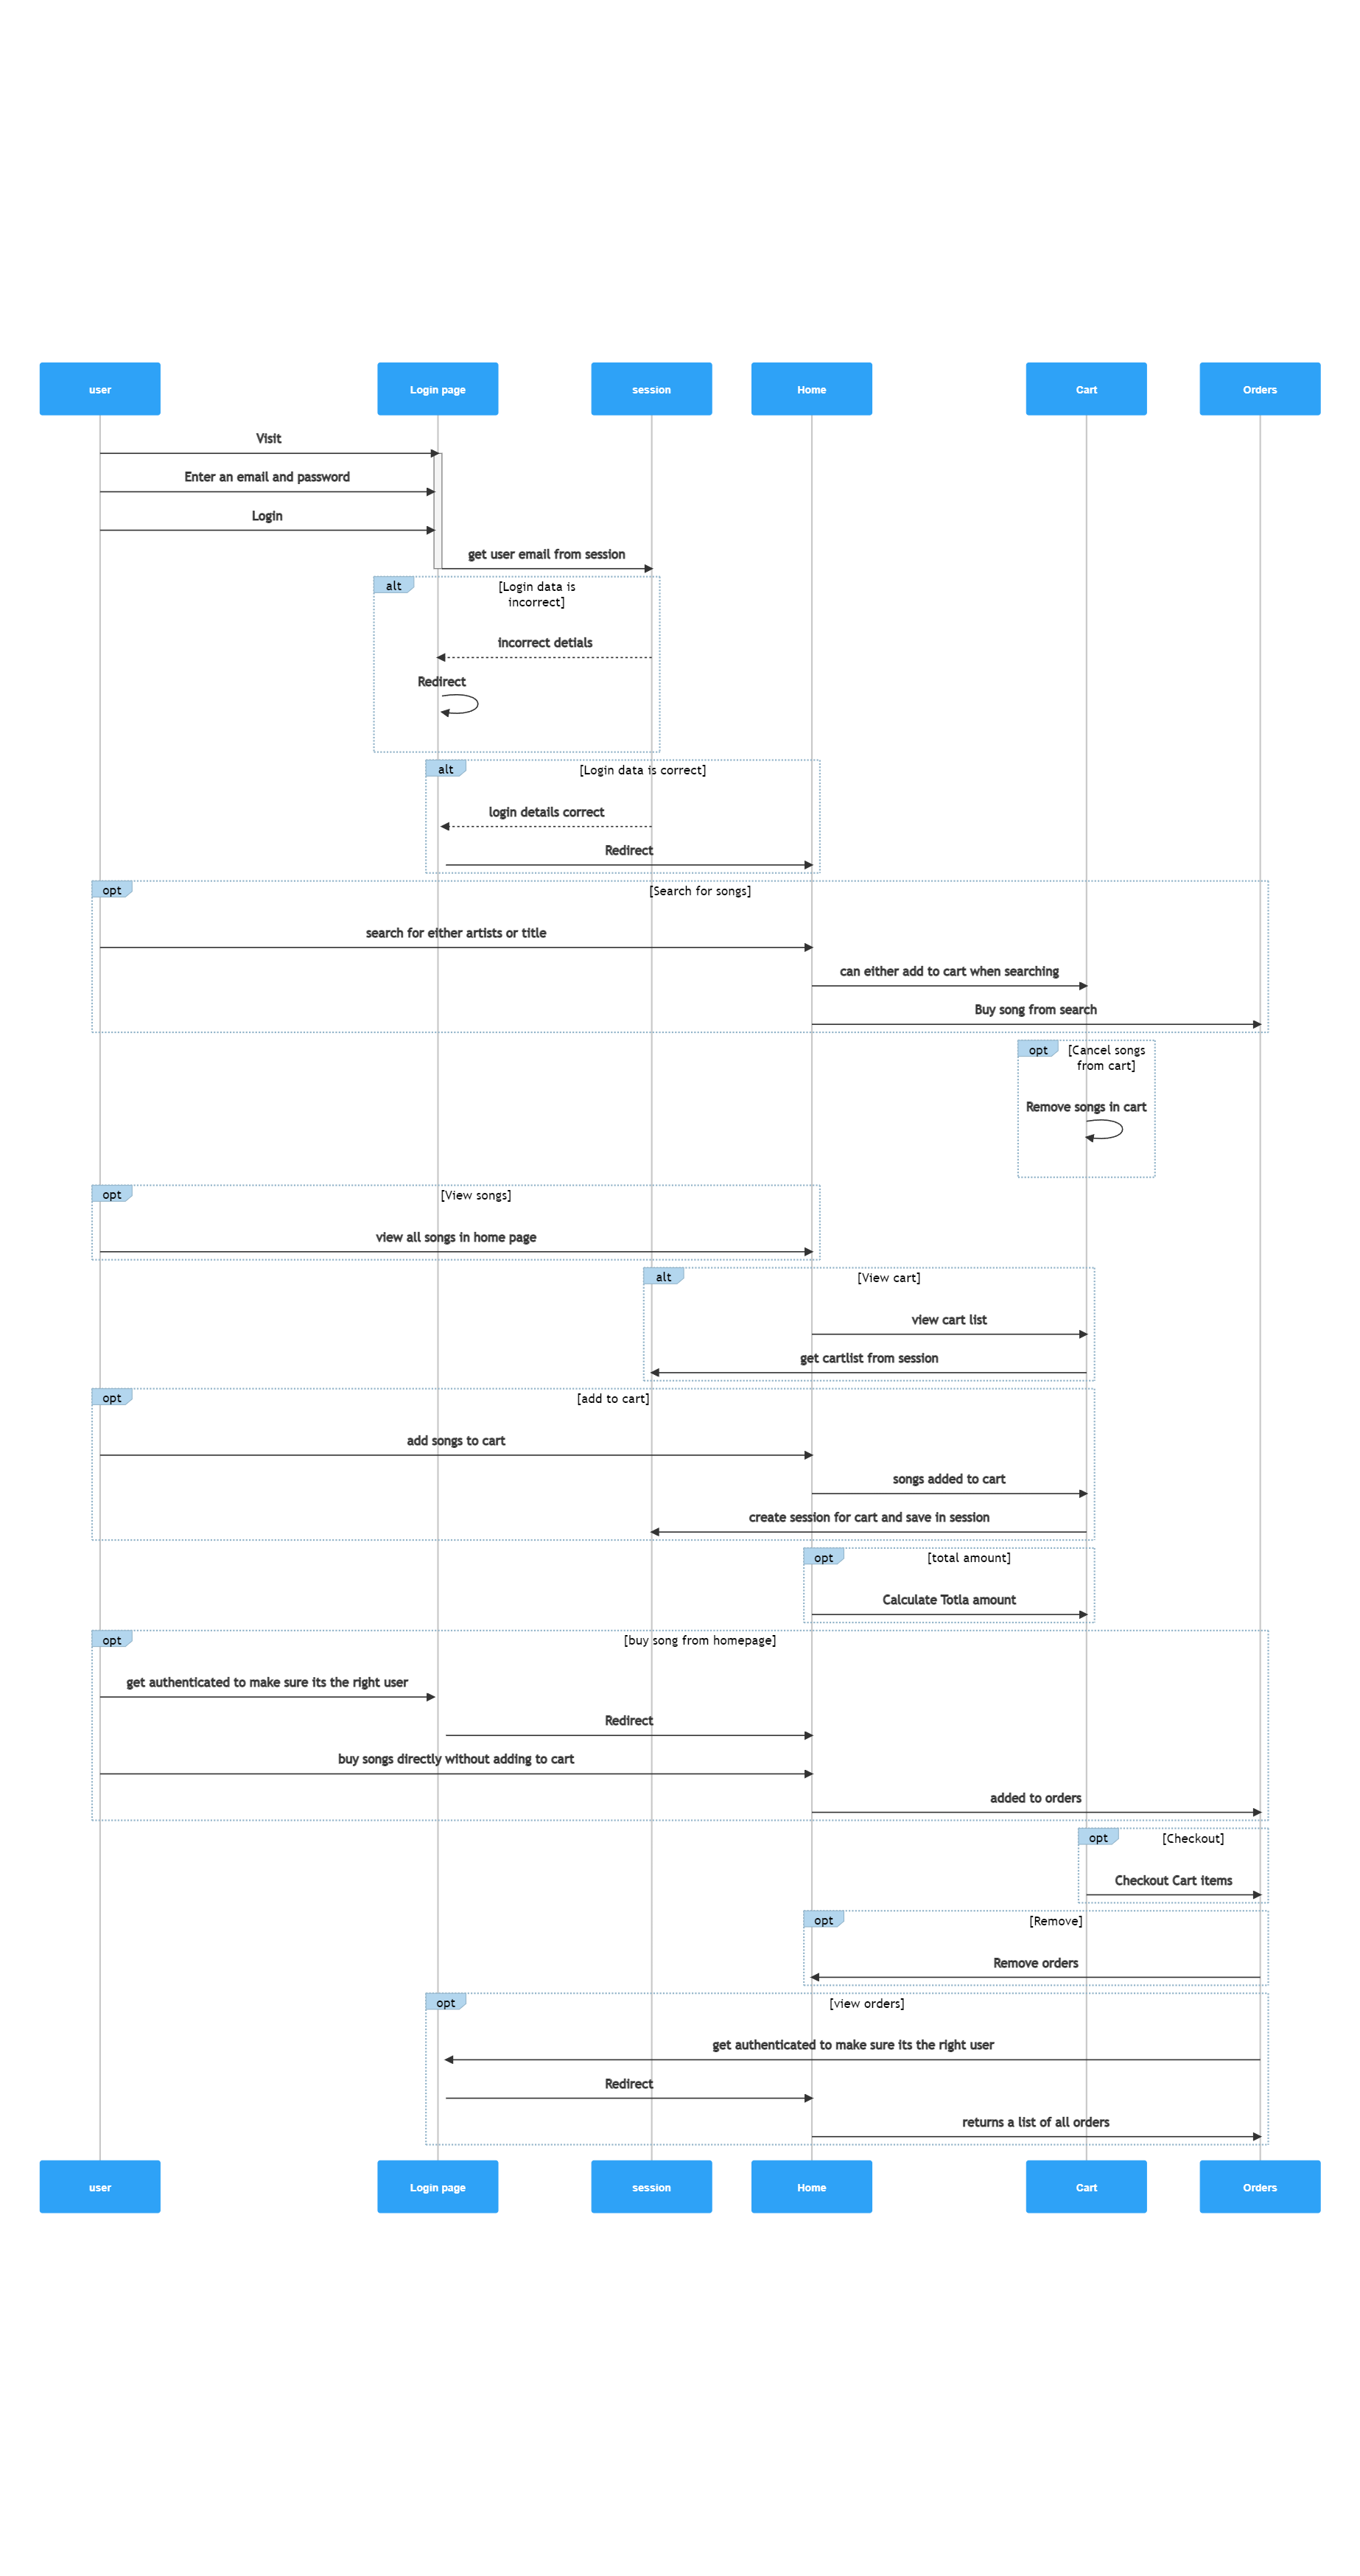 user
Login page
session
Home
Cart
Orders
Visit
Enter an email and password
Login
get user email from session
alt
[Login data is
incorrect]
incorrect detials
Redirect
alt
[Login data is correct]
login details correct
Redirect
opt
[Search for songs]
search for either artists or title
can either add to cart when searching
Buy song from search
opt
[Cancel songs
from cart]
Remove songs in cart
opt
[View songs]
view all songs in home page
alt
[View cart]
view cart list
get cartlist from session
opt
[add to cart]
add songs to cart
songs added to cart
create session for cart and save in session
opt
[total amount]
Calculate Totla amount
opt
[buy song from homepage]
get authenticated to make sure its the right user
Redirect
buy songs directly without adding to cart
added to orders
opt
[Checkout]
Checkout Cart items
opt
[Remove]
Remove orders
opt
[view orders]
get authenticated to make sure its the right user
Redirect
returns a list of all orders
user
Login page
session
Home
Cart
Orders